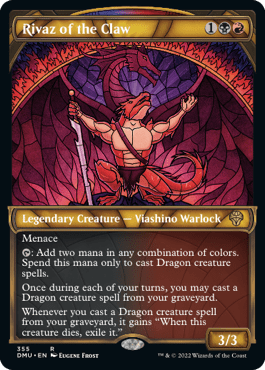 Rivaz of the Claw 1
Legendary Creature — Viashino Warlock
Menace
: Add two mana in any combination of colors.
Spend this mana only to cast Dragon creature
spells.
Once during each of your turns, you may cast a
Dragon creature spell from your graveyard.
Whenever you cast a Dragon creature spell
from your graveyard, it gains “When this
creature dies, exile it.”
3/3
355 R
DMU • EN EUGENE FROST
™ & © 2022 Wizards of the Coast